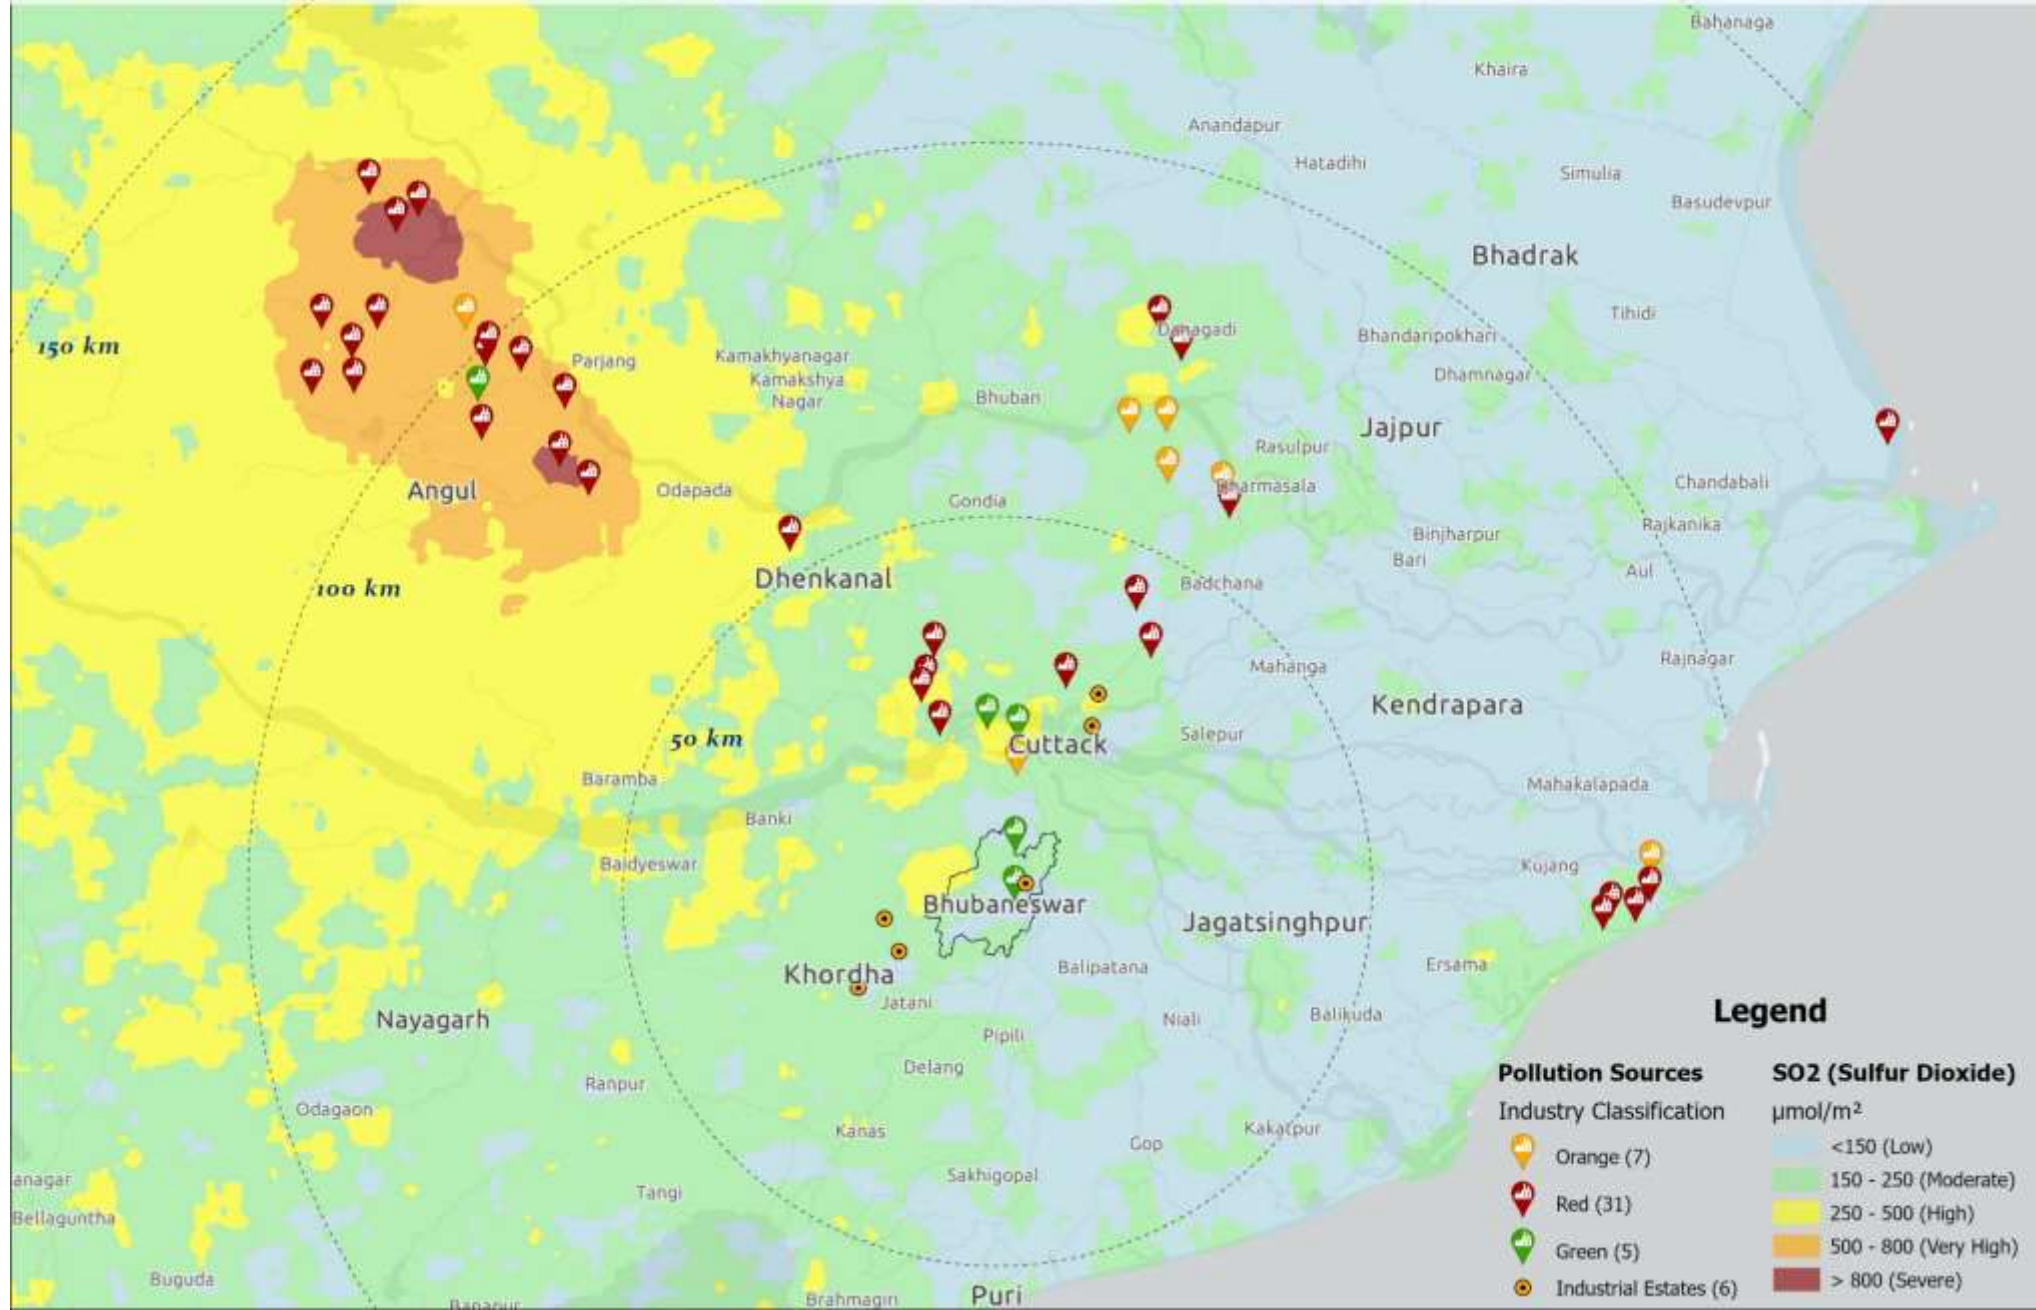 Bahanaga
Khaira
Anandapur
Hatadihi
Simulia
Basudevpur
Bhadrak
Tihidi
Danagadi
Bhandaripokhari
150 km
Kamakhyanagar
Parjang
Kamakshya
Nagar
Dhamnagar
Bhuban
Jajpur
Rasulpur
Chandabali
Dharmasala
Angul
Odapada
Gondia
Rajkanika
Binjharpur
Bari
Aul
Dhenkanal
Badchana
100 km
Rajnagar
Mahanga
Kendrapara
Salepur
50 km
Cuttack
Baramba
Mahakalapada
Banki
Baidyeswar
Kujang
Bhubaneswar
Jagatsinghpur
Ersama
Balipatana
Khordha
Jatani
Nayagarh
Niali
Balikuda
Pipili
Delang
Ranpur
Odagaon
Kanas
Gop
Kakatpur
Sakhigopal
anagar
Tangi
Bellaguntha
Buguda
Banapur
Brahmagiri
Puri
Legend
Pollution Sources
Industry Classification
Orange (7)
Red (31)
Green (5)
Industrial Estates (6)
SO2 (Sulfur Dioxide)
µmol/m²
<150 (Low)
150 - 250 (Moderate)
250 - 500 (High)
500 - 800 (Very High)
> 800 (Severe)